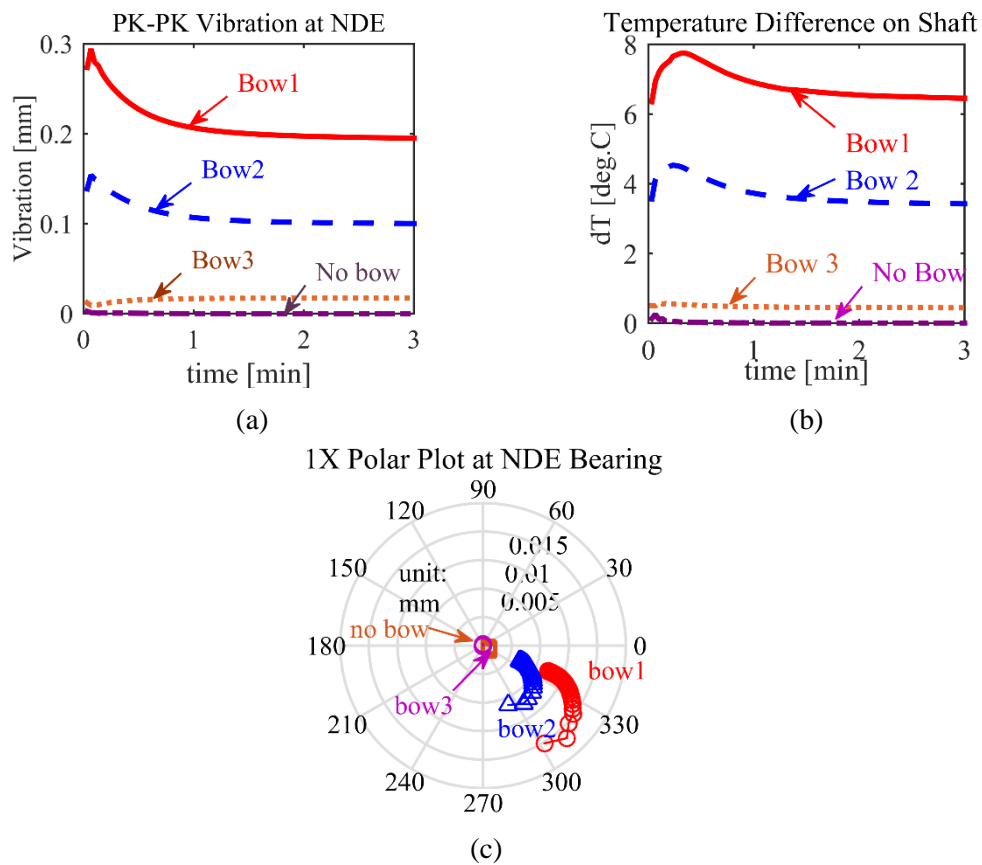 PK-PK Vibration at NDE
Vibration [mm]
0.3
0.2
0.1
0
Bow1
Bow2
Bow3
No bow
0 1 2 3
time [min]
(a)
Temperature Difference on Shaft
dT [deg.C]
8
6
4
2
0
Bow1
Bow 2
Bow 3
No Bow
0 1 2 3
time [min]
(b)
1X Polar Plot at NDE Bearing
90
120 60
0.015
150 unit: 0.01 30
mm 0.005
no bow
180 0
bow1
bow3
bow2
210 330
240 300
270
(c)